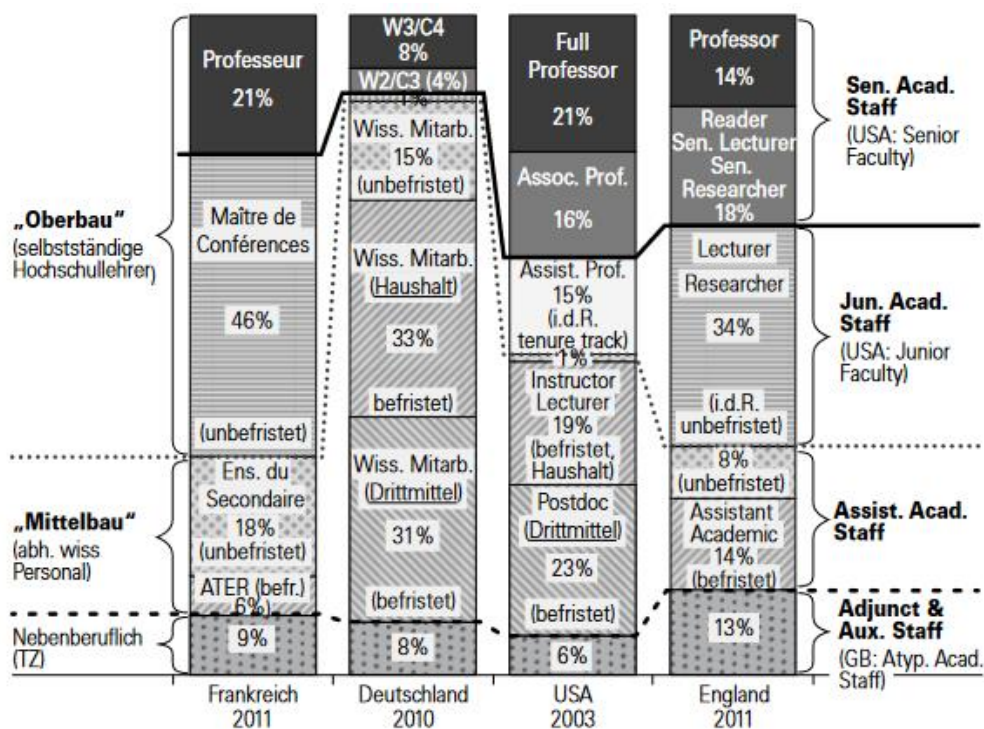 „Oberbau“
(selbstständige
Hochschullehrer)
„Mittelbau“
(abh. wiss
Personal)
Nebenberuflich
(TZ)
Professeur
21%
Maître de
Conférences
46%
(unbefristet)
Ens. du
Secondaire
18%
(unbefristet)
ATER (befr.)
6%)
9%
Frankreich
2011
W3/C4
8%
W2/C3 (4%)
1%
Wiss. Mitarb.
15%
(unbefristet)
Wiss. Mitarb.
(Haushalt)
33%
befristet)
Wiss. Mitarb.
(Drittmittel)
31%
(befristet)
8%
Deutschland
2010
Full
Professor
21%
Assoc. Prof.
16%
Assist. Prof.
15%
(i.d.R.
tenure track)
1%
Instructor
Lecturer
19%
(befristet,
Haushalt)
Postdoc
(Drittmittel)
23%
(befristet)
6%
USA
2003
Professor
14%
Reader
Sen. Lecturer
Sen.
Researcher
18%
Lecturer
Researcher
34%
(i.d.R.
unbefristet)
8%
(unbefristet)
Assistant
Academic
14%
(befristet)
13%
England
2011
Sen. Acad.
Staff
(USA: Senior
Faculty)
Jun. Acad.
Staff
(USA: Junior
Faculty)
Assist. Acad.
Staff
Adjunct &
Aux. Staff
(GB: Atyp. Acad.
Staff)